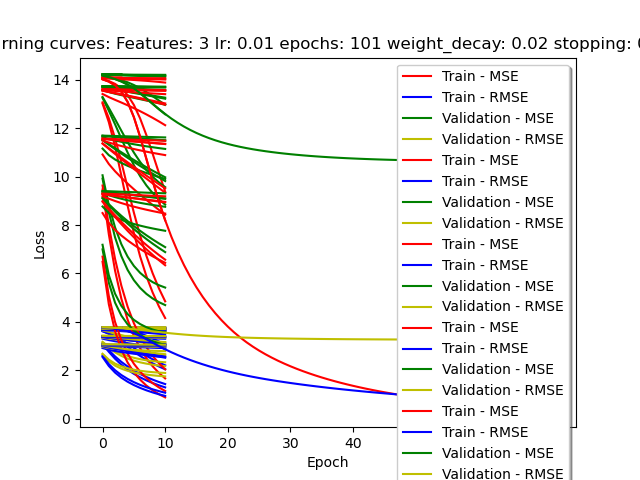 rning curves: Features: 3 lr: 0.01 epochs: 101 weight_decay: 0.02 stopping:
14
12
10
8
6
4
2
0
Loss
0
10
20
30
40
Epoch
Train - MSE
Train - RMSE
Validation - MSE
Validation - RMSE
Train - MSE
Train - RMSE
Validation - MSE
Validation - RMSE
Train - MSE
Train - RMSE
Validation - MSE
Validation - RMSE
Train - MSE
Train - RMSE
Validation - MSE
Validation - RMSE
Train - MSE
Train - RMSE
Validation - MSE
Validation - RMSE